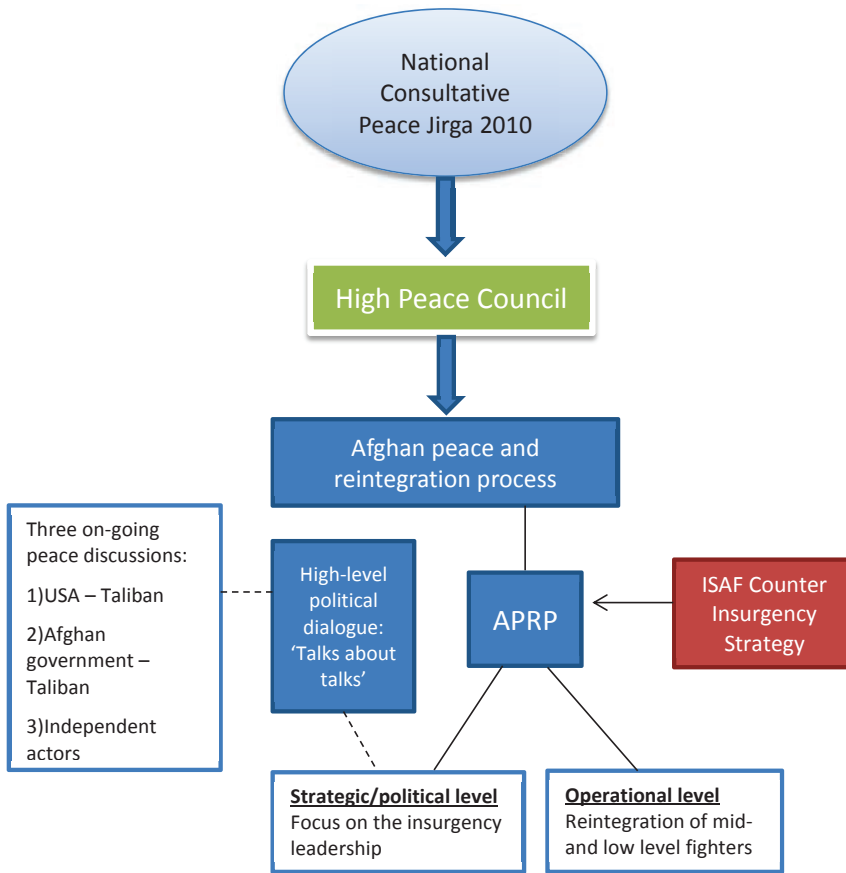 National
Consultative
Peace Jirga 2010
High Peace Council
Afghan peace and
reintegration process
Three on-going
peace discussions:
1)USA – Taliban
2)Afghan
government –
Taliban
3)Independent
actors
High-level
political
dialogue:
‘Talks about
talks’
APRP
ISAF Counter
Insurgency
Strategy
Strategic/political level
Focus on the insurgency
leadership
Operational level
Reintegration of mid-
and low level fighters